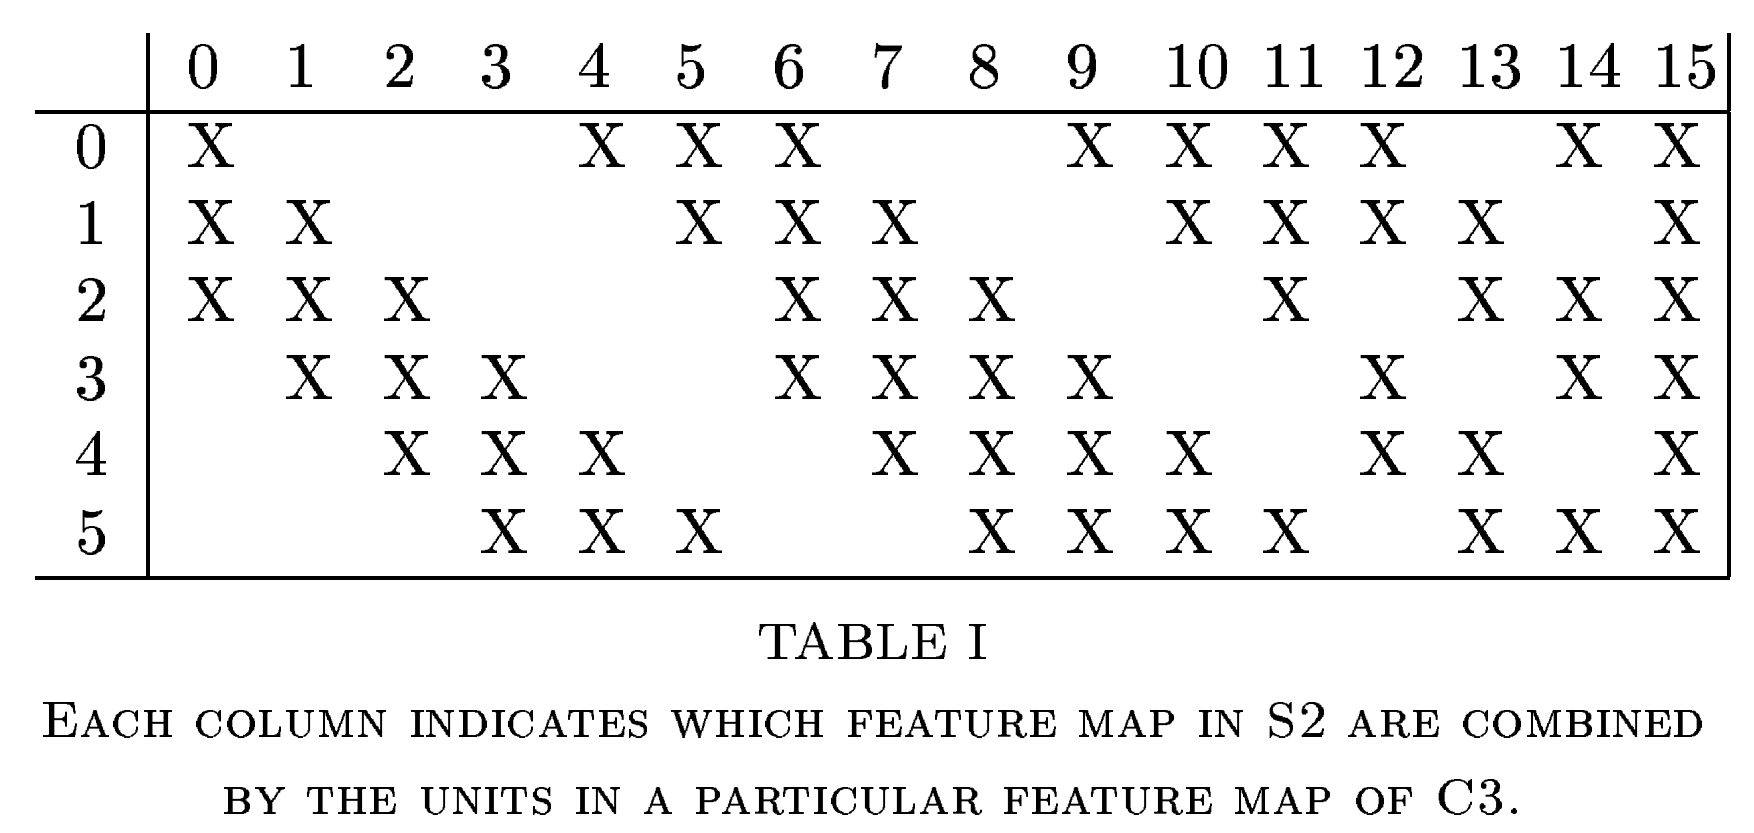 0 1 2 3 4 5 6 7 8 9 10 11 12 13 14 15
0 X X X X X X X X X X
1 X X X X X X X X X X
2 X X X X X X X X X X
3 X X X X X X X X X X
4 X X X X X X X X X X
5 X X X X X X X X X X
TABLE I
EACH COLUMN INDICATES WHICH FEATURE MAP IN S2 ARE COMBINED
BY THE UNITS IN A PARTICULAR FEATURE MAP OF C3.